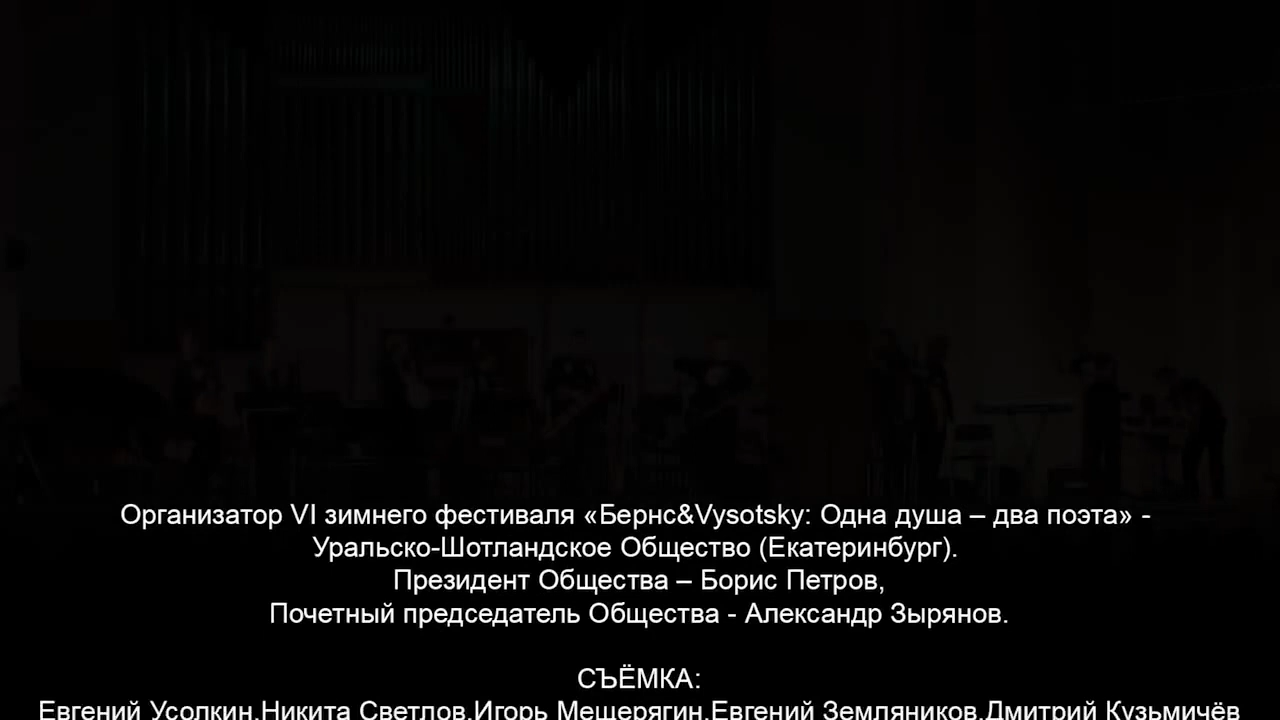 Организатор VI зимнего фестиваля «Бернс&Vysotsky: Одна душа – два поэта» -
Уральско-Шотландское Общество (Екатеринбург).
Президент Общества – Борис Петров,
Почетный председатель Общества - Александр Зырянов.
СЪЁМКА:
Евгений Усолкин,Никита Светлов,Игорь Мещерягин,Евгений Земляников,Дмитрий Кузьмичёв